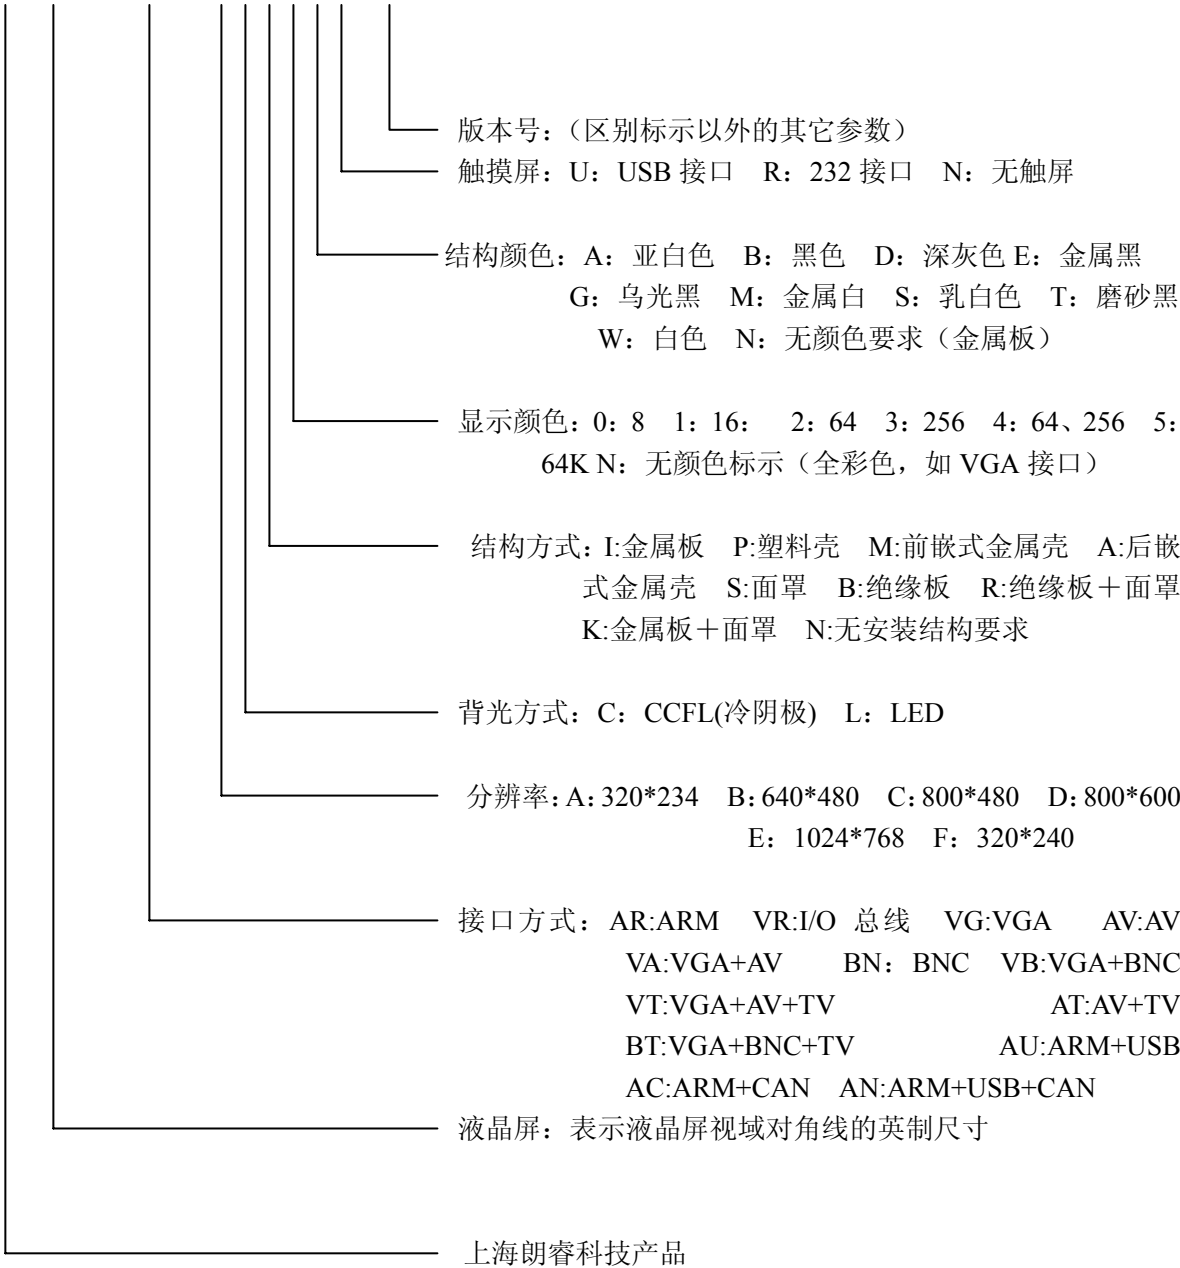 版本号：（区别标示以外的其它参数）
触摸屏：U：USB 接口 R：232 接口 N：无触屏
结构颜色：A：亚白色 B：黑色 D：深灰色 E：金属黑
G：乌光黑 M：金属白 S：乳白色 T：磨砂黑
W：白色 N：无颜色要求（金属板）
显示颜色：0：8 1：16： 2：64 3：256 4：64、256 5：
64K N：无颜色标示（全彩色，如 VGA 接口）
结构方式：I:金属板 P:塑料壳 M:前嵌式金属壳 A:后嵌
式金属壳 S:面罩 B:绝缘板 R:绝缘板＋面罩
K:金属板＋面罩 N:无安装结构要求
背光方式：C：CCFL(冷阴极) L：LED
分辨率：A：320*234 B：640*480 C：800*480 D：800*600
E：1024*768 F：320*240
接口方式：AR:ARM VR:I/O 总线 VG:VGA AV:AV
VA:VGA+AV BN：BNC VB:VGA+BNC
VT:VGA+AV+TV AT:AV+TV
BT:VGA+BNC+TV AU:ARM+USB
AC:ARM+CAN AN:ARM+USB+CAN
液晶屏：表示液晶屏视域对角线的英制尺寸
上海朗睿科技产品